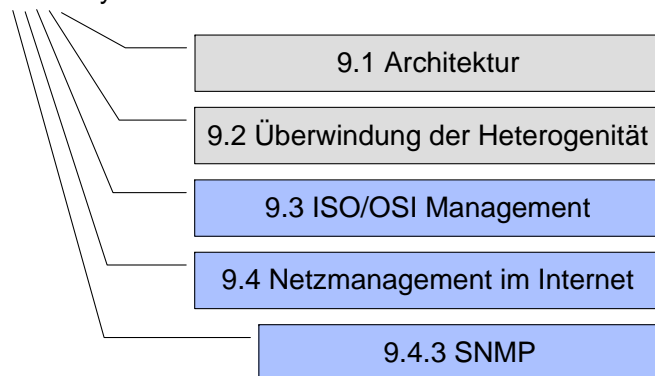 9.1 Architektur
9.2 Überwindung der Heterogenität
9.3 ISO/OSI Management
9.4 Netzmanagement im Internet
9.4.3 SNMP